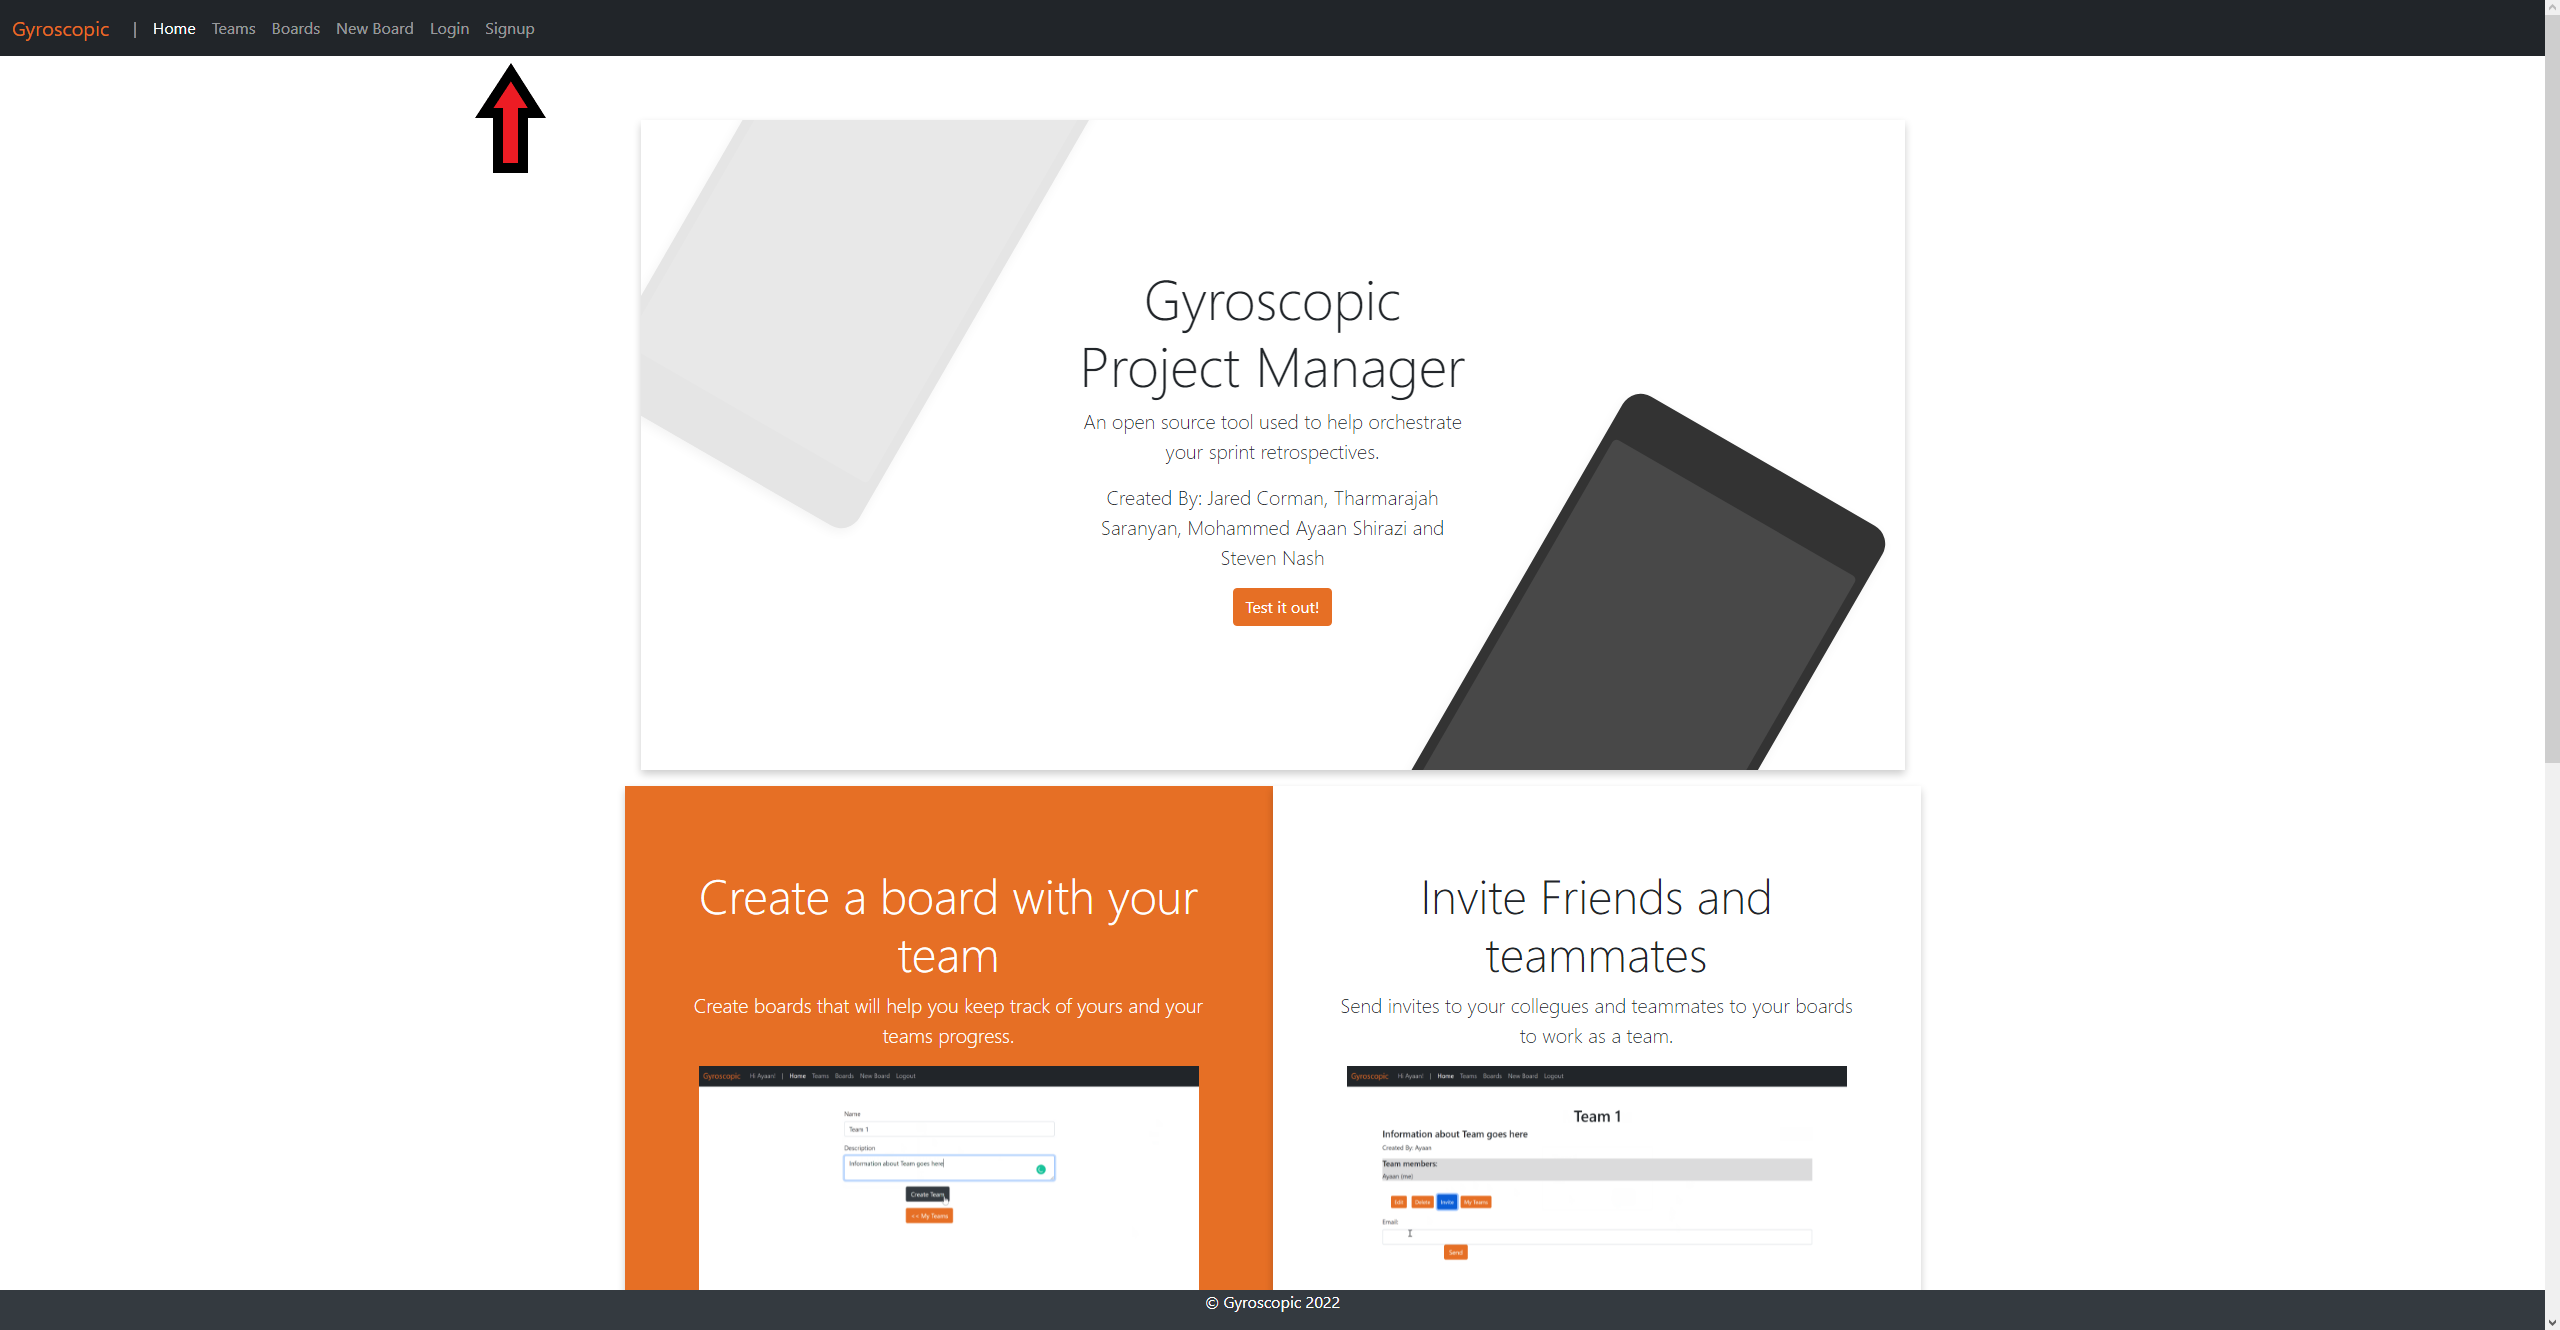 Gyroscopic | Home Teams Boards New Board Login Signup
Gyroscopic
Project Manager
An open source tool used to help orchestrate
your sprint retrospectives.
Created By: Jared Corman, Tharmarajah
Saranyan, Mohammed Ayaan Shirazi and
Steven Nash
Test it out!
Create a board with your
team
Create boards that will help you keep track of yours and your
teams progress.
Gyroscopic Hi Ayaan! | Home Teams Boards New Board Logout
Name
Team 1
Description
Information about Team goes here
Create Team
<< My Teams
Invite Friends and
teammates
Send invites to your collegues and teammates to your boards
to work as a team.
Gyroscopic Hi Ayaan! | Home Teams Boards New Board Logout
Team 1
Information about Team goes here
Created By: Ayaan
Team members:
Ayaan (me)
Edit Delete Invite My Teams
Email:
Send
© Gyroscopic 2022